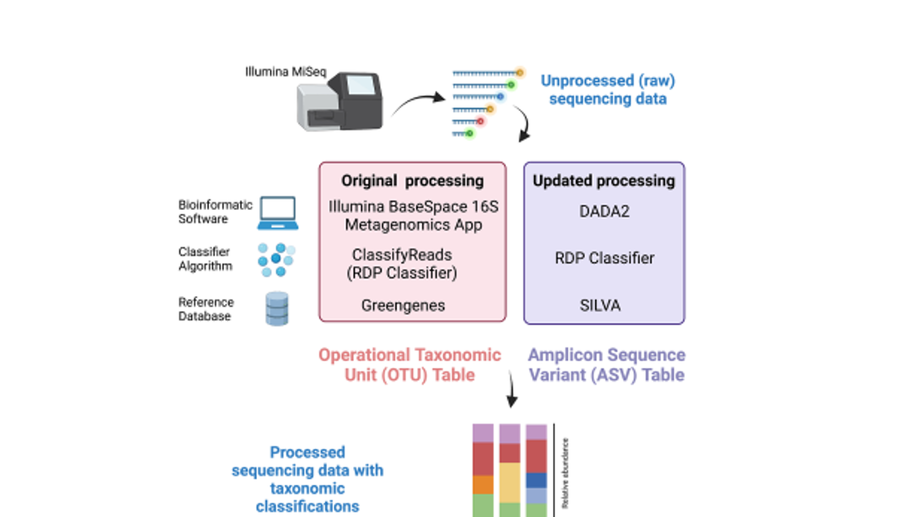 Illumina MiSeq
Unprocessed (raw)
sequencing data
Original processing
Updated processing
Bioinformatic
Software
Illumina BaseSpace 16S
Metagenomics App
DADA2
Classifier
Algorithm
ClassifyReads
(RDP Classifier)
RDP Classifier
Reference
Database
Greengenes
SILVA
Operational Taxonomic
Unit (OTU) Table
Amplicon Sequence
Variant (ASV) Table
Processed
sequencing data with
taxonomic
classifications
Relative abundance